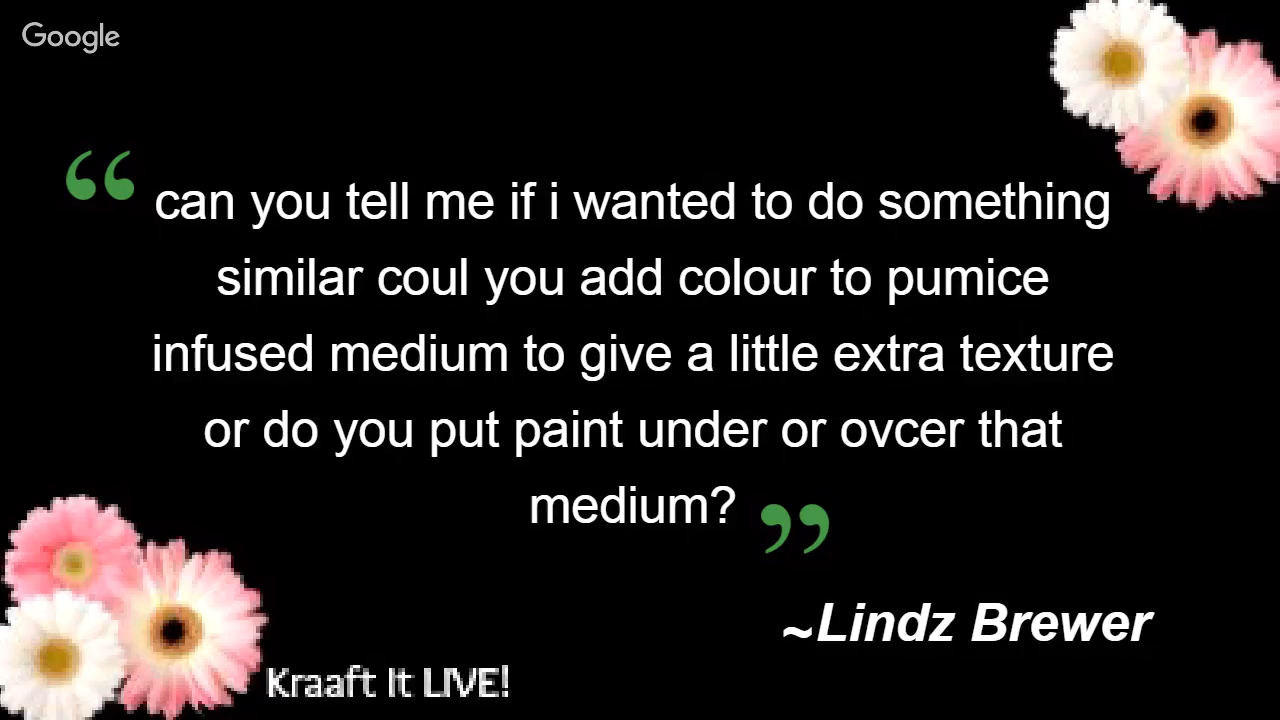 Google
“ can you tell me if i wanted to do something
similar coul you add colour to pumice
infused medium to give a little extra texture
or do you put paint under or ovcer that
medium? ”
~Lindz Brewer
Kraaft It LIVE!